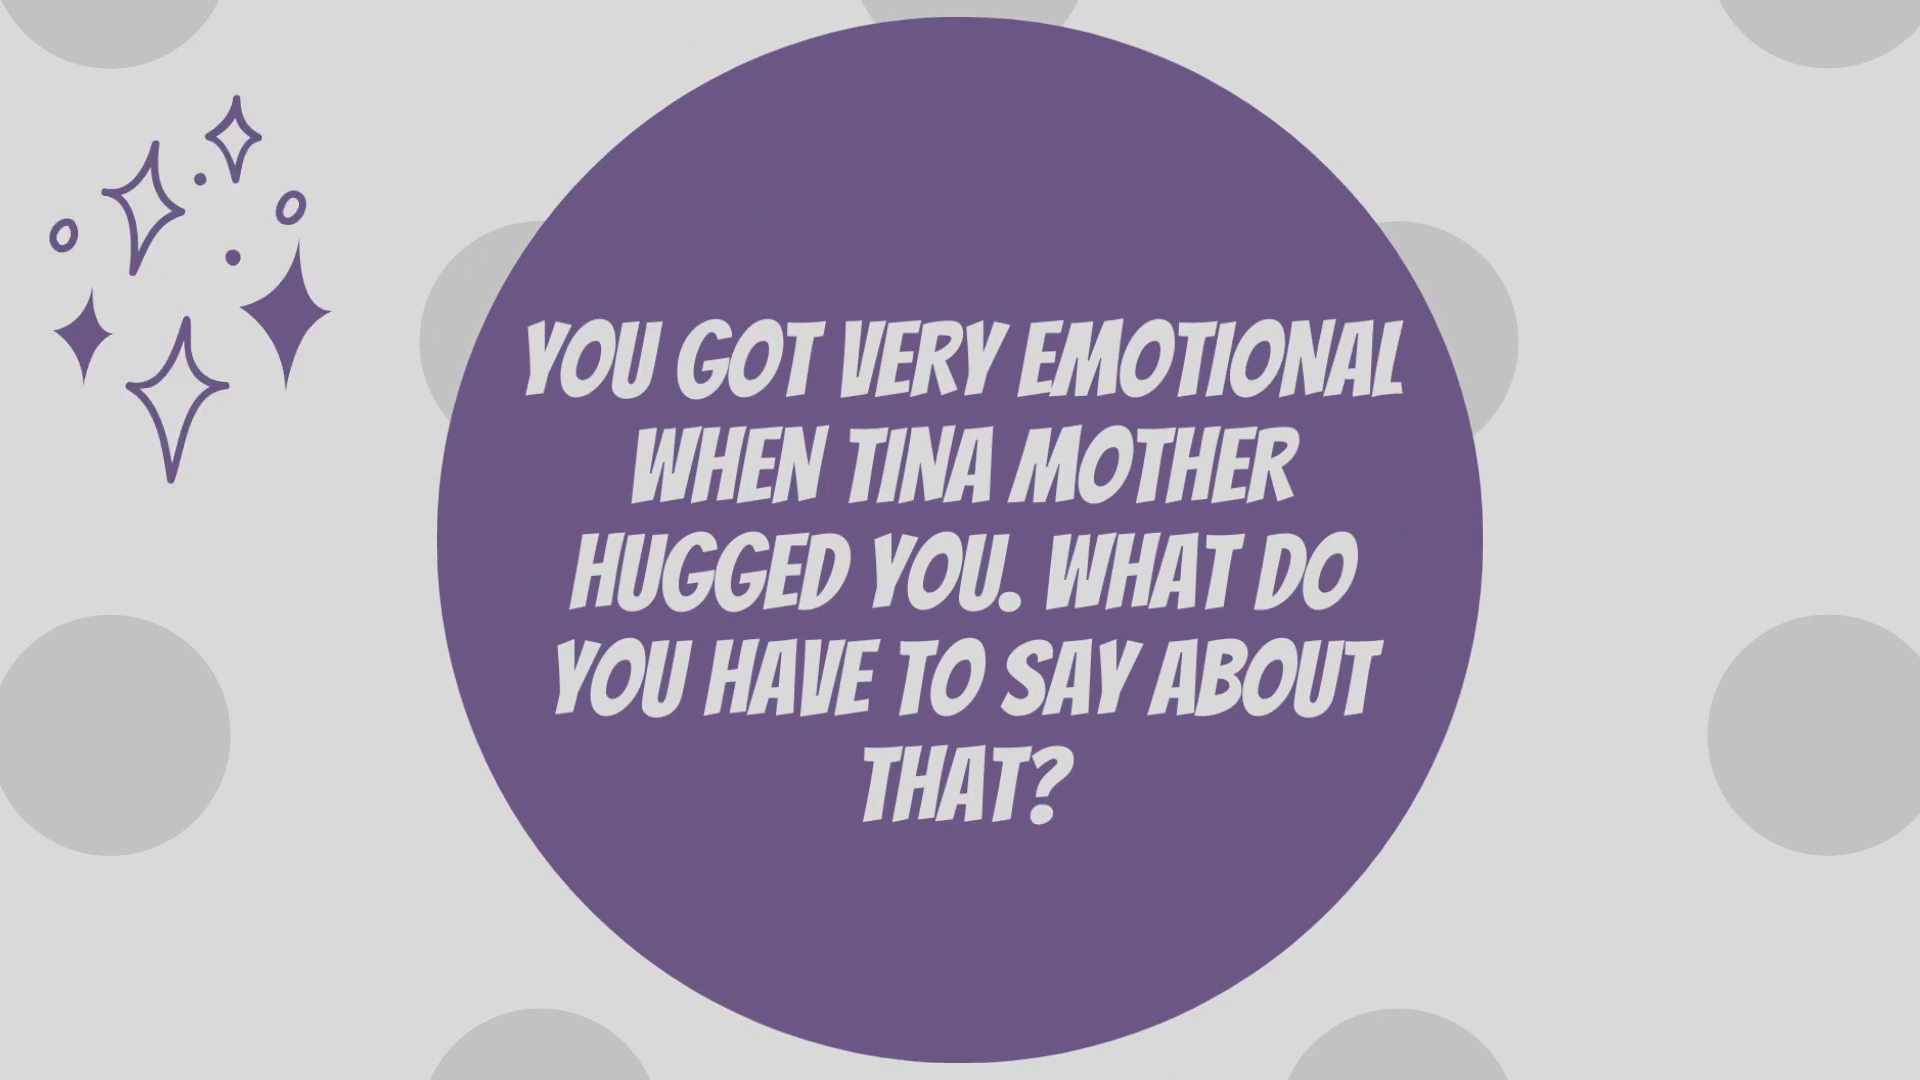 YOU GOT VERY EMOTIONAL
WHEN TINA MOTHER
HUGGED YOU. WHAT DO
YOU HAVE TO SAY ABOUT
THAT?